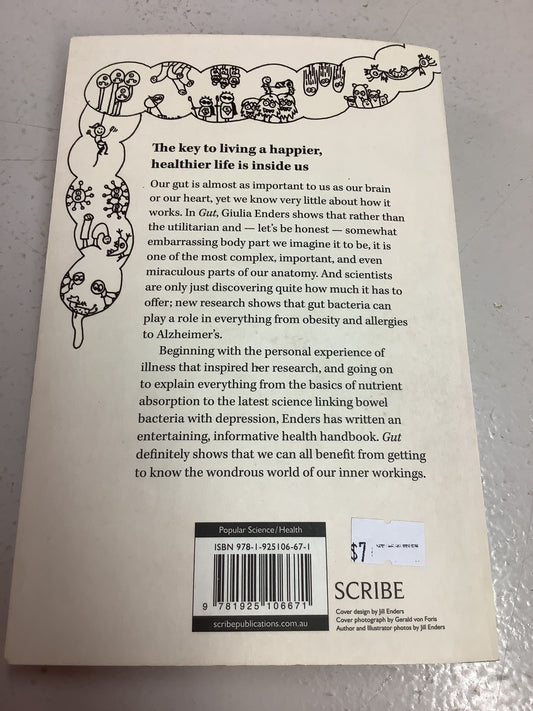 The key to living a happier,
healthier life is inside us
Our gut is almost as important to us as our brain
or our heart, yet we know very little about how it
works. In Gut, Giulia Enders shows that rather than
the utilitarian and — let's be honest — somewhat
embarrassing body part we imagine it to be, it is
one of the most complex, important, and even
miraculous parts of our anatomy. And scientists
are only just discovering quite how much it has to
offer; new research shows that gut bacteria can
play a role in everything from obesity and allergies
to Alzheimer's.
Beginning with the personal experience of
illness that inspired her research, and going on
to explain everything from the basics of nutrient
absorption to the latest science linking bowel
bacteria with depression, Enders has written an
entertaining, informative health handbook. Gut
definitely shows that we can all benefit from getting
to know the wondrous world of our inner workings.
Popular Science/Health
ISBN 978-1-925106-67-1
9 781925 106671
scribepublications.com.au
$7
SCRIBE
Cover design by Jill Enders
Cover photograph by Gerald von Foris
Author and Illustrator photos by Jill Enders